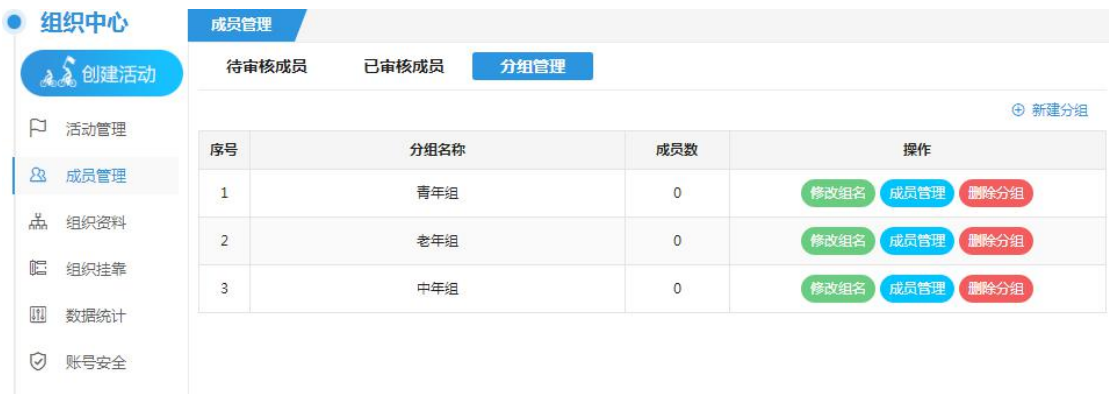 组织中心
创建活动
活动管理
成员管理
组织资料
组织挂靠
数据统计
账号安全
成员管理
待审核成员 已审核成员 分组管理
新建分组
序号 分组名称 成员数 操作
1 青年组 0 修改组名 成员管理 删除分组
2 老年组 0 修改组名 成员管理 删除分组
3 中年组 0 修改组名 成员管理 删除分组